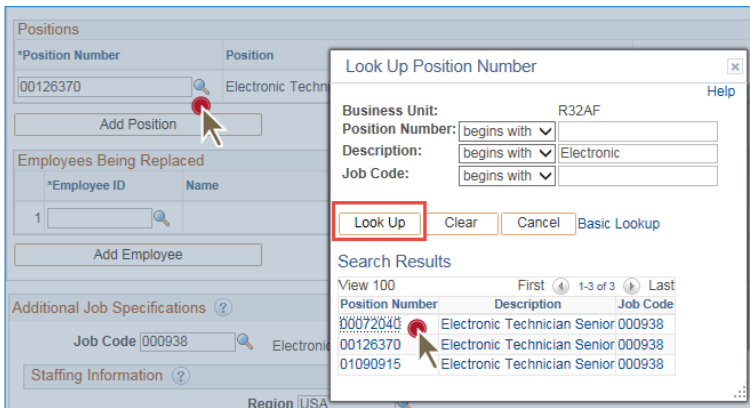 Positions
*Position Number Position
00126370 Electronic Techn
Add Position
Employees Being Replaced
*Employee ID Name
1
Add Employee
Additional Job Specifications ?
Job Code 000938 Electronic
Staffing Information ?
Region USA
Look Up Position Number ×
Help
Business Unit: R32AF
Position Number: begins with
Description: begins with Electronic
Job Code: begins with
Look Up Clear Cancel Basic Lookup
Search Results
View 100 First 1-3 of 3 Last
Position Number Description Job Code
00072040 Electronic Technician Senior 000938
00126370 Electronic Technician Senior 000938
01090915 Electronic Technician Senior 000938